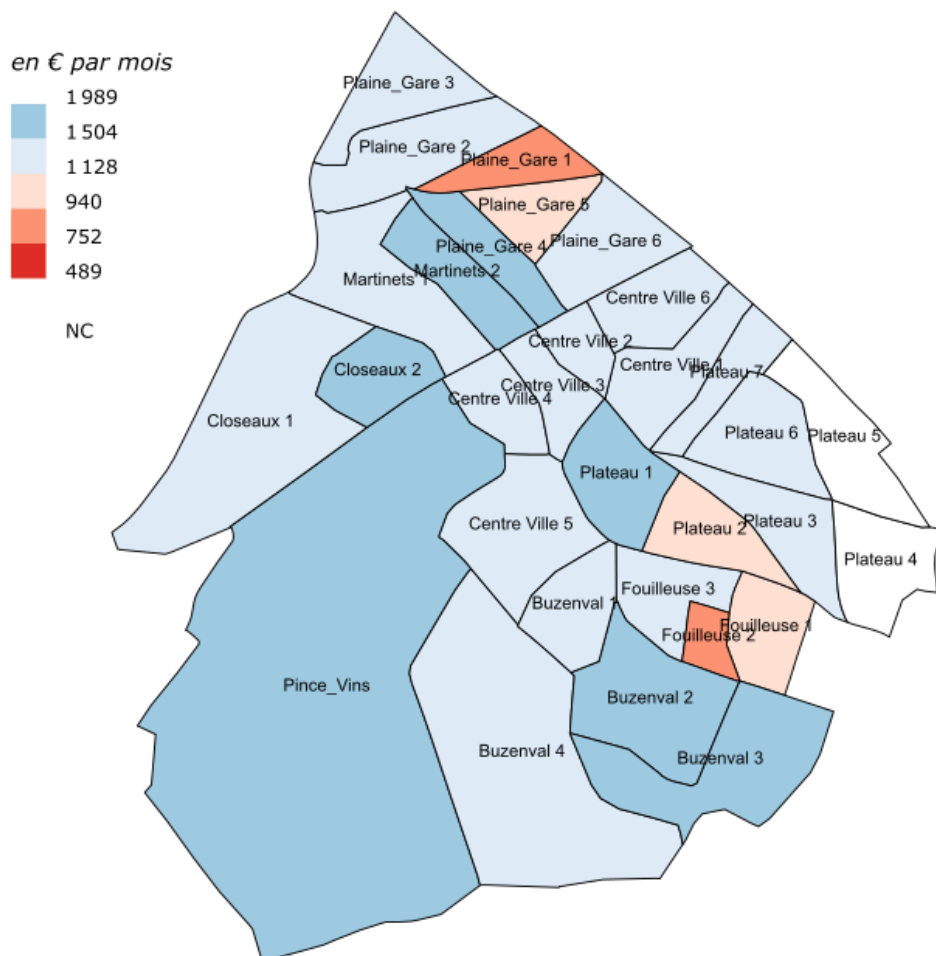 en € par mois
1 989
1 504
1 128
940
752
489
NC
Plaine_Gare 3
Plaine_Gare 2
Plaine_Gare 1
Plaine_Gare 5
Plaine_Gare 4
Plaine_Gare 6
Martinets 1
Martinets 2
Centre Ville 6
Centre Ville 2
Centre Ville 1
Plateau 7
Closeaux 2
Centre Ville 3
Centre Ville 4
Closeaux 1
Plateau 6
Plateau 5
Plateau 1
Centre Ville 5
Plateau 2
Plateau 3
Plateau 4
Buzenval 1
Fouilleuse 3
Fouilleuse 2
Fouilleuse 1
Pince_Vins
Buzenval 2
Buzenval 4
Buzenval 3